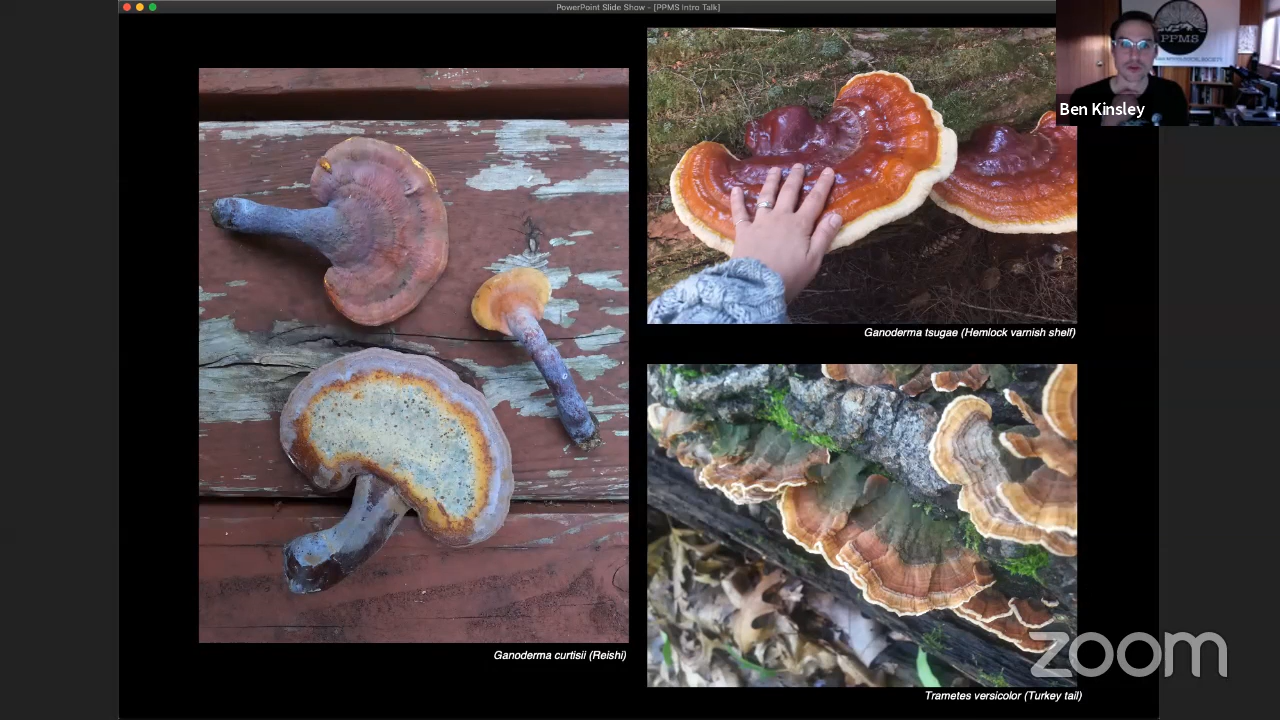 PowerPoint Slide Show - [PPMS Intro Talk]
PPMS
Ben Kinsley
Ganoderma tsugae (Hemlock varnish shelf)
Ganoderma curtisii (Reishi)
Trametes versicolor (Turkey tail)
zoom